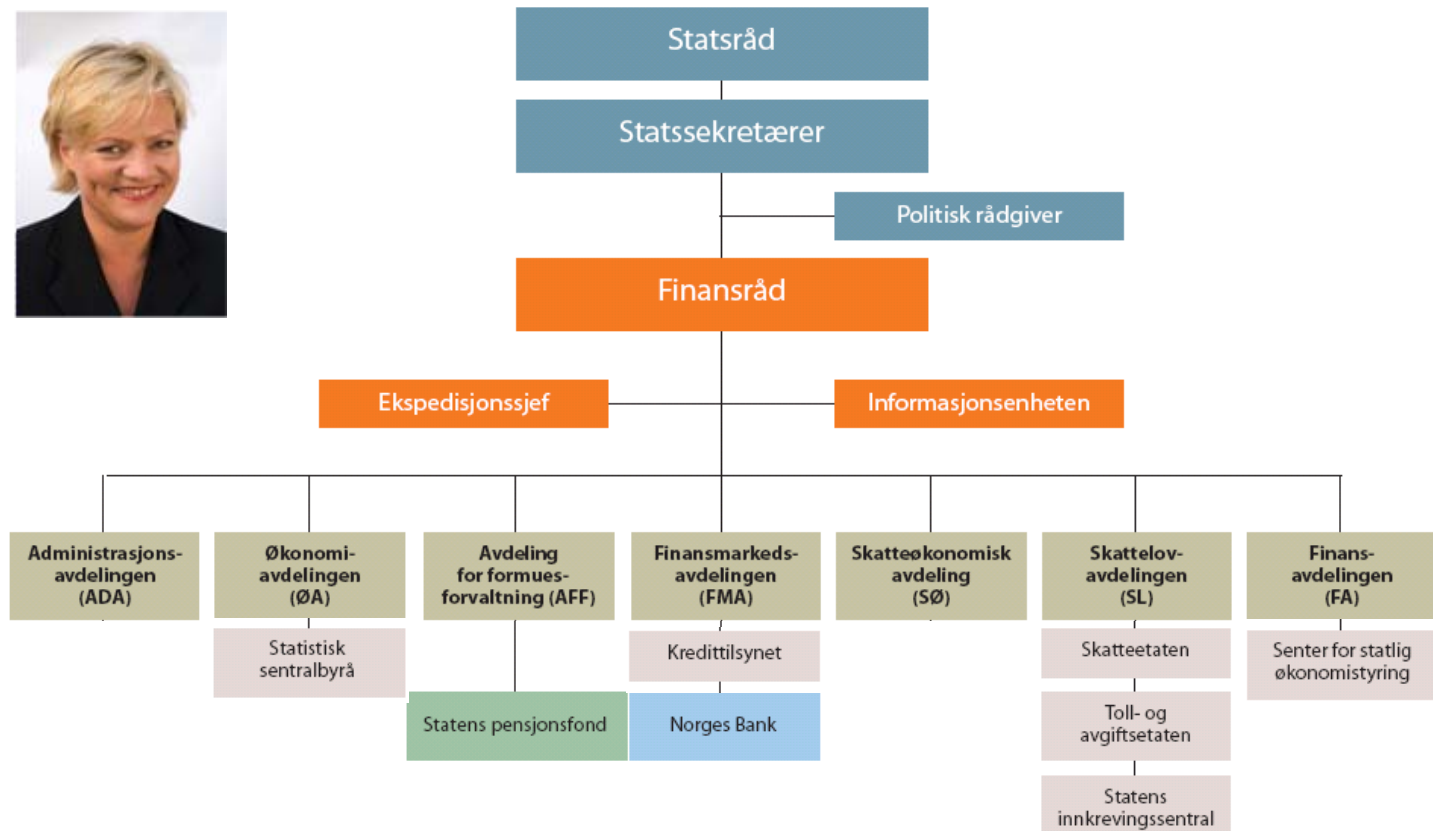 Statsråd
Statssekretærer
Politisk rådgiver
Finansråd
Ekspedisjonssjef
Informasjonsenheten
Administrasjons-
avdelingen
(ADA)
Økonomi-
avdelingen
(ØA)
Avdeling
for formues-
forvaltning (AFF)
Finansmarkeds-
avdelingen
(FMA)
Skatteøkonomisk
avdeling
(SØ)
Skattelov-
avdelingen
(SL)
Finans-
avdelingen
(FA)
Statistisk
sentralbyrå
Kredittilsynet
Skatteetaten
Senter for statlig
økonomistyring
Statens pensjonsfond
Norges Bank
Toll- og
avgiftsetaten
Statens
innkrevingssentral